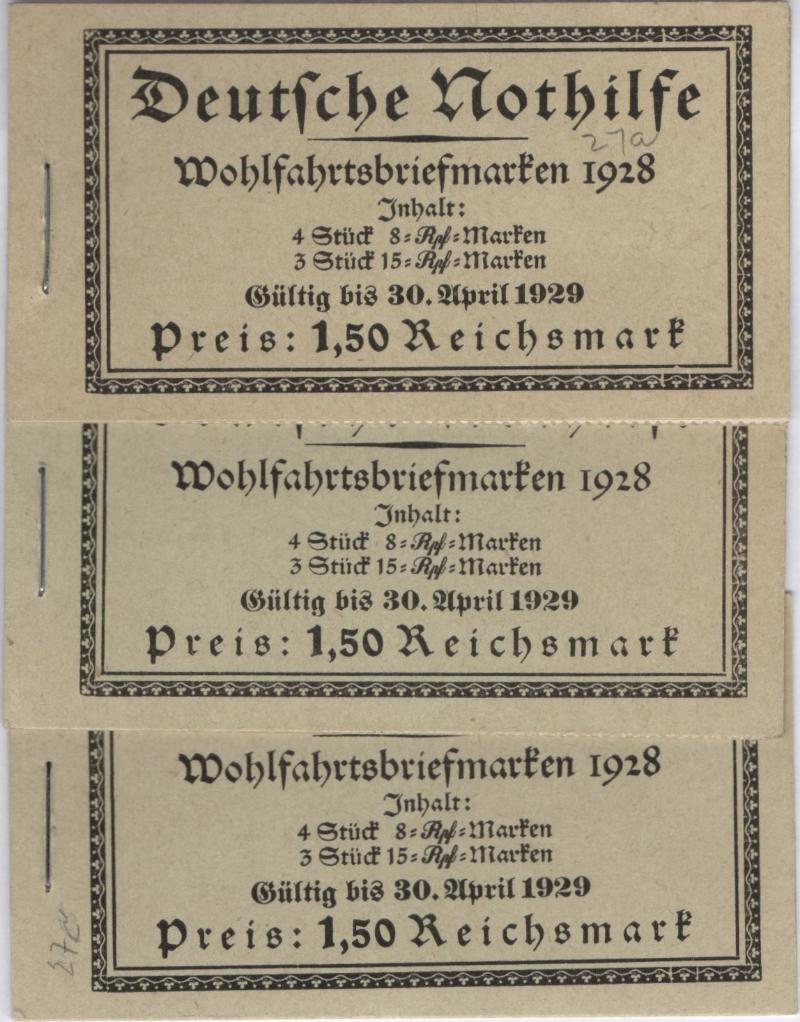 Deutsche Nothilfe
27a
Wohlfahrtsbriefmarken 1928
Inhalt:
4 Stück 8=Rpf=Marken
3 Stück 15=Rpf=Marken
Gültig bis 30. April 1929
Preis: 1,50 Reichsmark
Wohlfahrtsbriefmarken 1928
Inhalt:
4 Stück 8=Rpf=Marken
3 Stück 15=Rpf=Marken
Gültig bis 30. April 1929
Preis: 1,50 Reichsmark
Wohlfahrtsbriefmarken 1928
Inhalt:
4 Stück 8=Rpf=Marken
3 Stück 15=Rpf=Marken
Gültig bis 30. April 1929
Preis: 1,50 Reichsmark